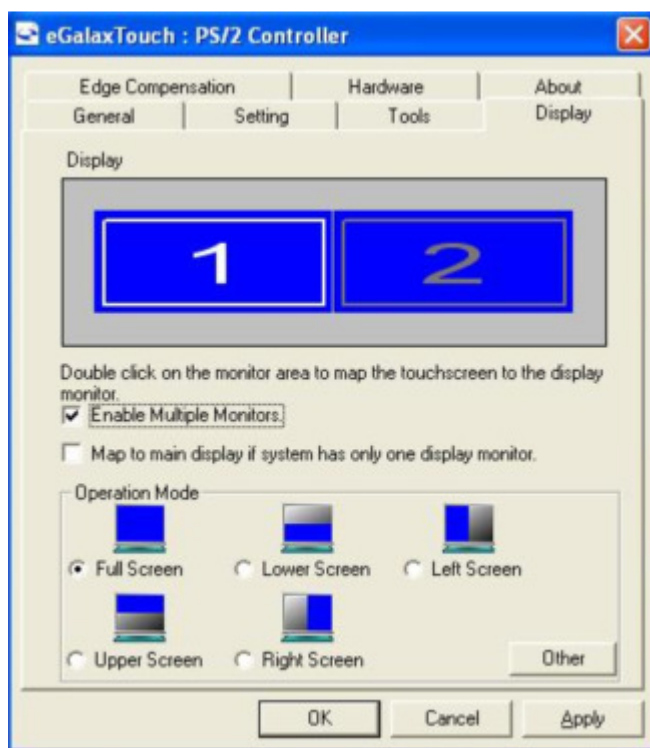 eGalaxTouch : PS/2 Controller
Edge Compensation Hardware About
General Setting Tools Display
Display
1 2
Double click on the monitor area to map the touchscreen to the display
monitor.
Enable Multiple Monitors.
Map to main display if system has only one display monitor.
Operation Mode
Full Screen Lower Screen Left Screen
Upper Screen Right Screen Other
OK Cancel Apply